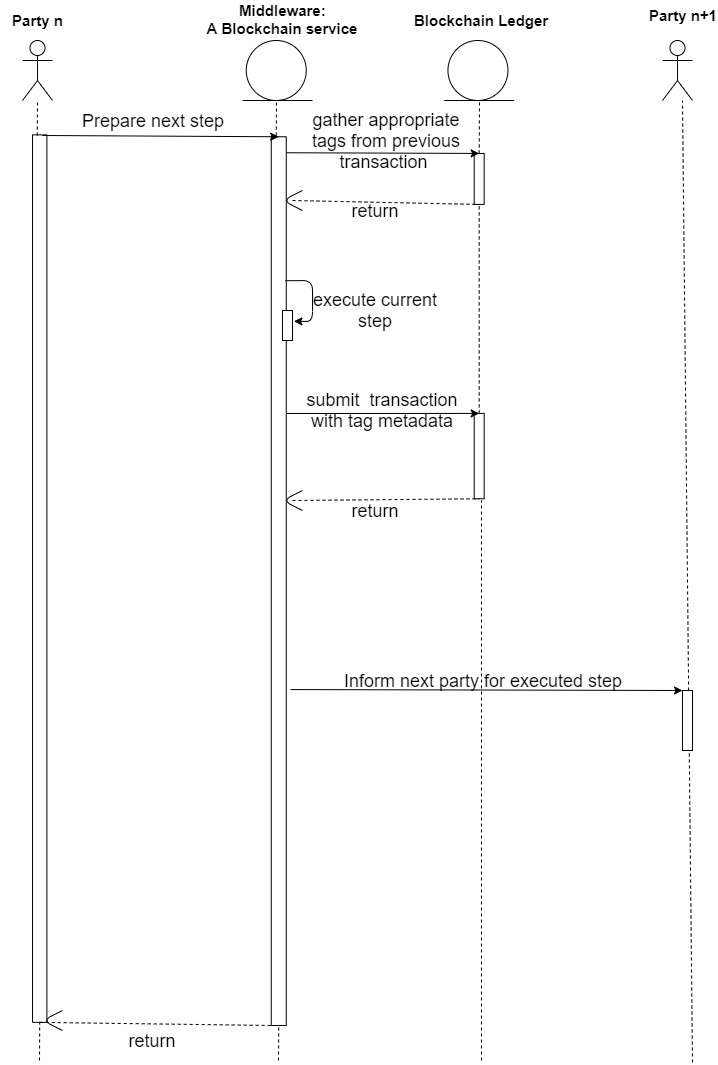 Party n
Middleware:
A Blockchain service
Blockchain Ledger
Party n+1
Prepare next step
gather appropriate
tags from previous
transaction
return
execute current
step
submit  transaction
with tag metadata
return
Inform next party for executed step
return